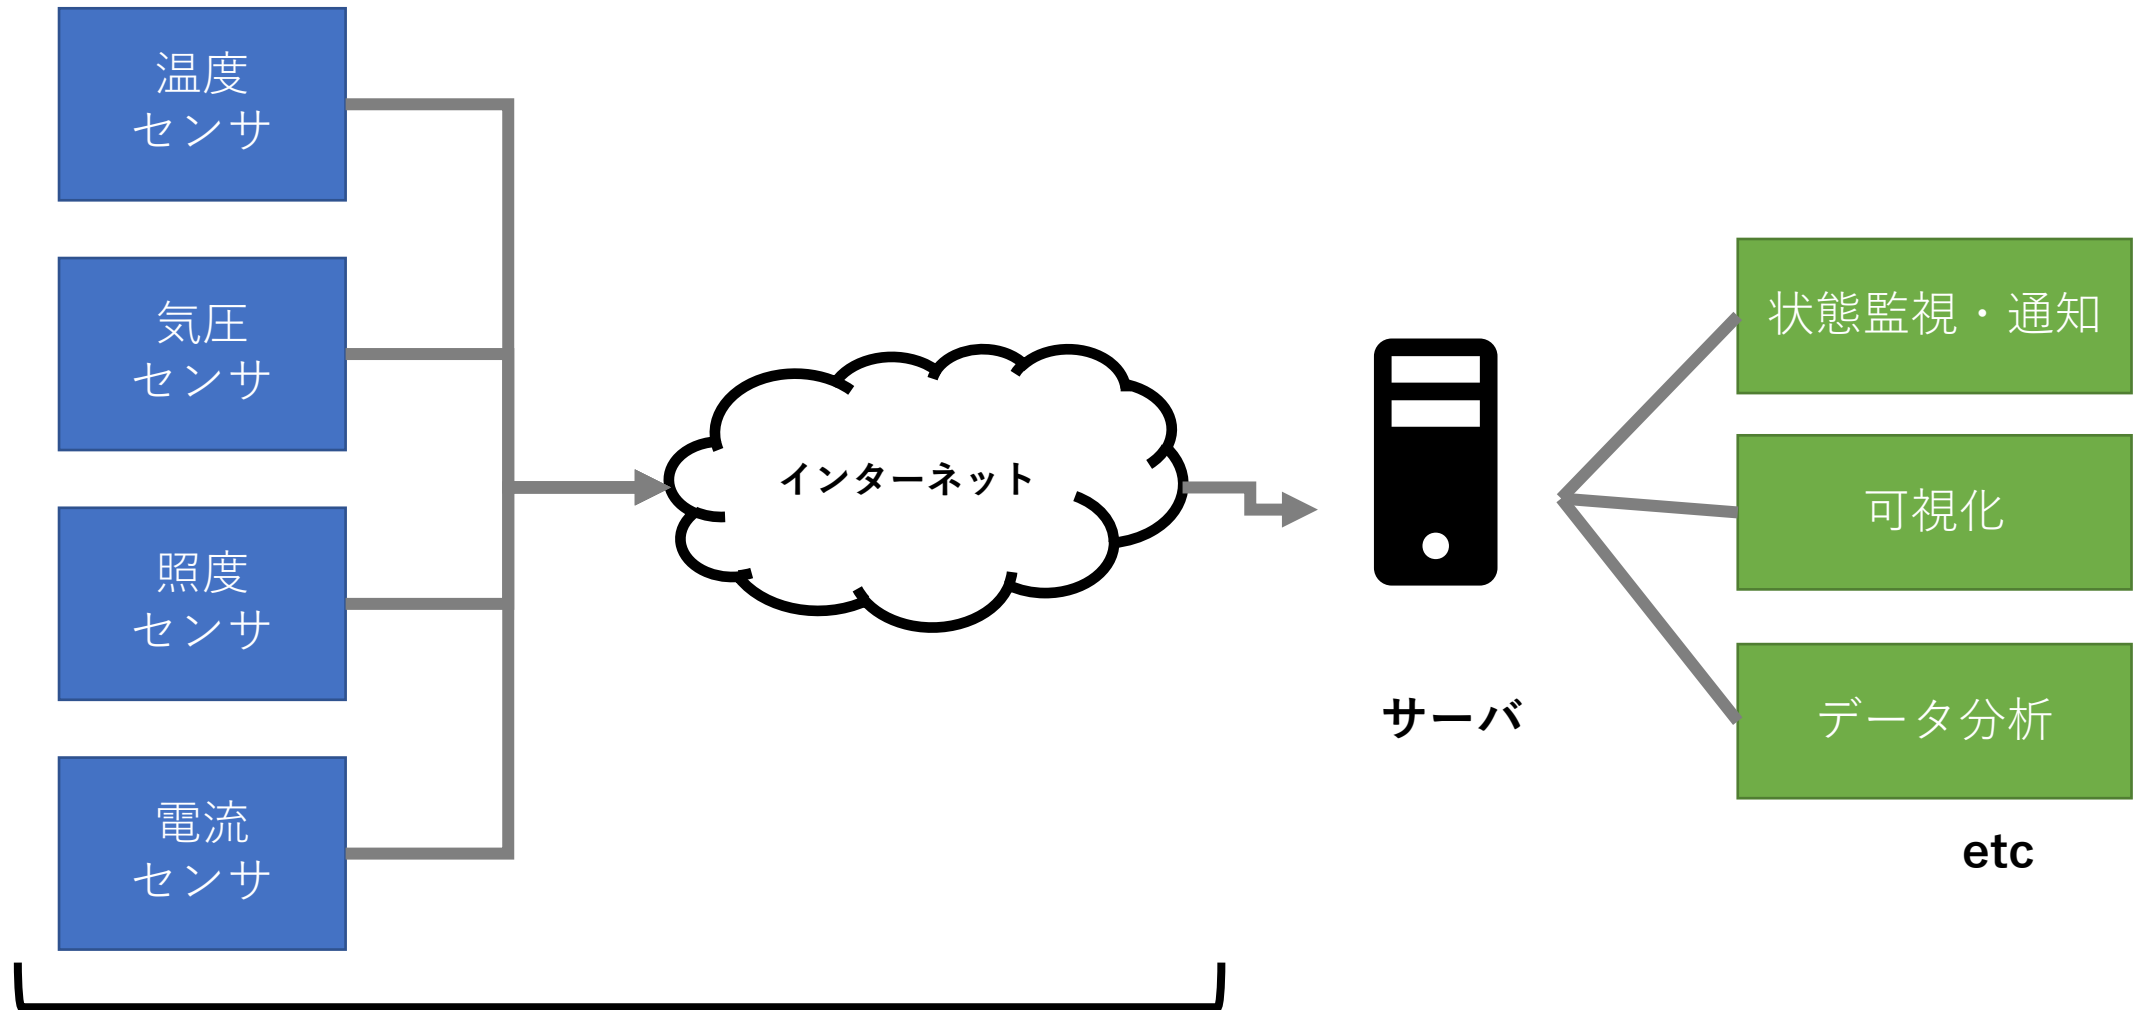 温度
センサ
気圧
センサ
照度
センサ
電流
センサ
インターネット
サーバ
状態監視・通知
可視化
データ分析
etc